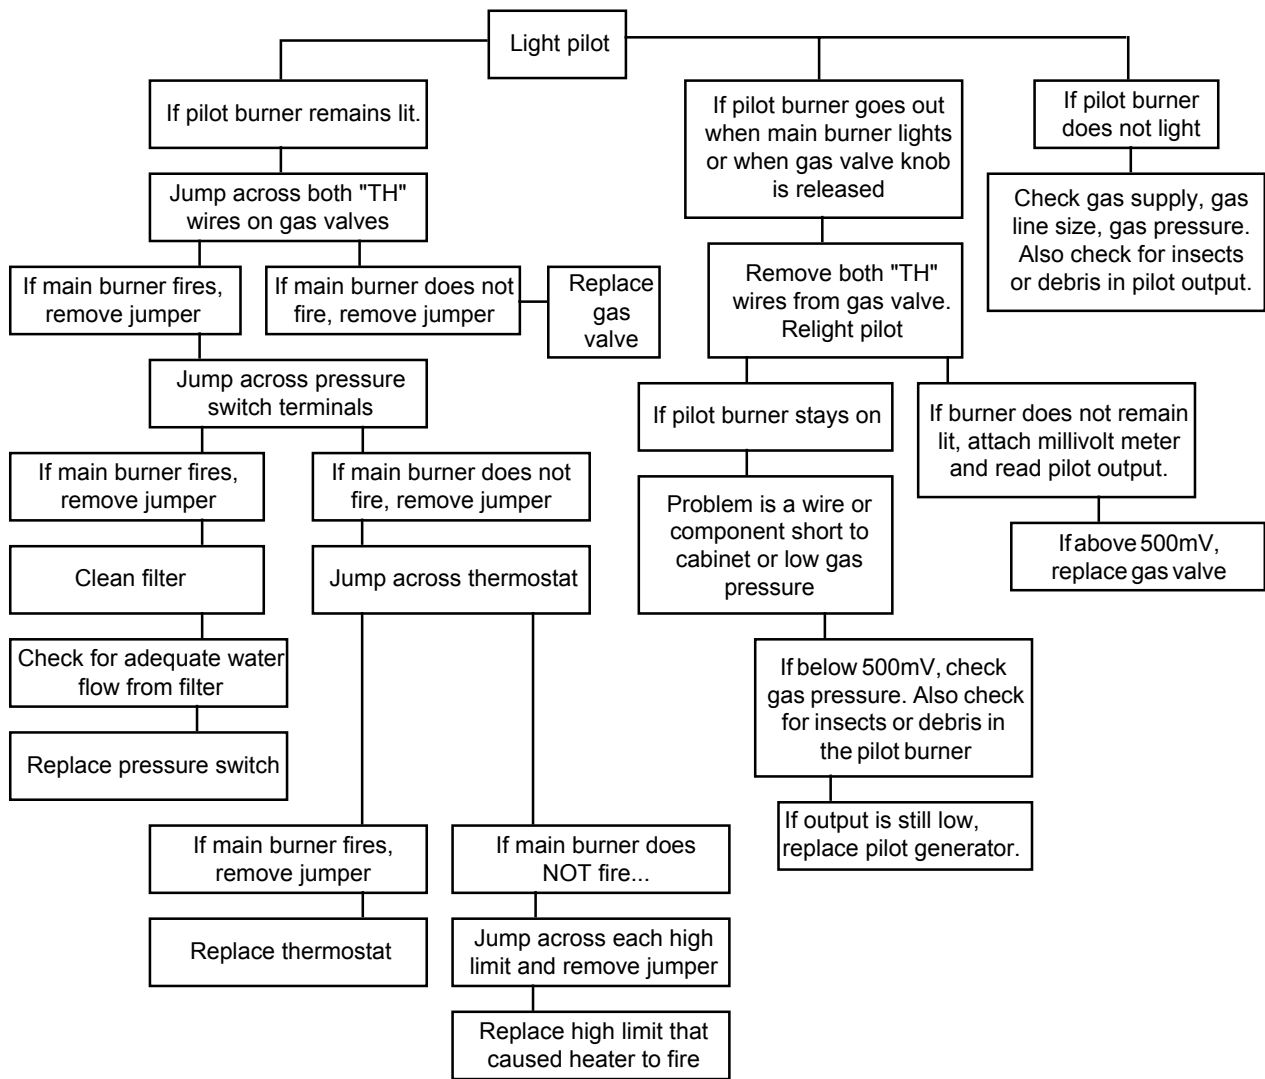 Light pilot
If pilot burner remains lit.
Jump across both "TH"
wires on gas valves
If main burner fires,
remove jumper
If main burner does not
fire, remove jumper
Replace
gas
valve
Jump across pressure
switch terminals
If main burner fires,
remove jumper
If main burner does not
fire, remove jumper
Clean filter
Jump across thermostat
Check for adequate water
flow from filter
Replace pressure switch
If main burner fires,
remove jumper
If main burner does
NOT fire...
Replace thermostat
Jump across each high
limit and remove jumper
Replace high limit that
caused heater to fire
If pilot burner goes out
when main burner lights
or when gas valve knob
is released
Remove both "TH"
wires from gas valve.
Relight pilot
If pilot burner stays on
If burner does not remain
lit, attach millivolt meter
and read pilot output.
Problem is a wire or
component short to
cabinet or low gas
pressure
If above 500mV,
replace gas valve
If below 500mV, check
gas pressure. Also check
for insects or debris in
the pilot burner
If output is still low,
replace pilot generator.
If pilot burner
does not light
Check gas supply, gas
line size, gas pressure.
Also check for insects
or debris in pilot output.